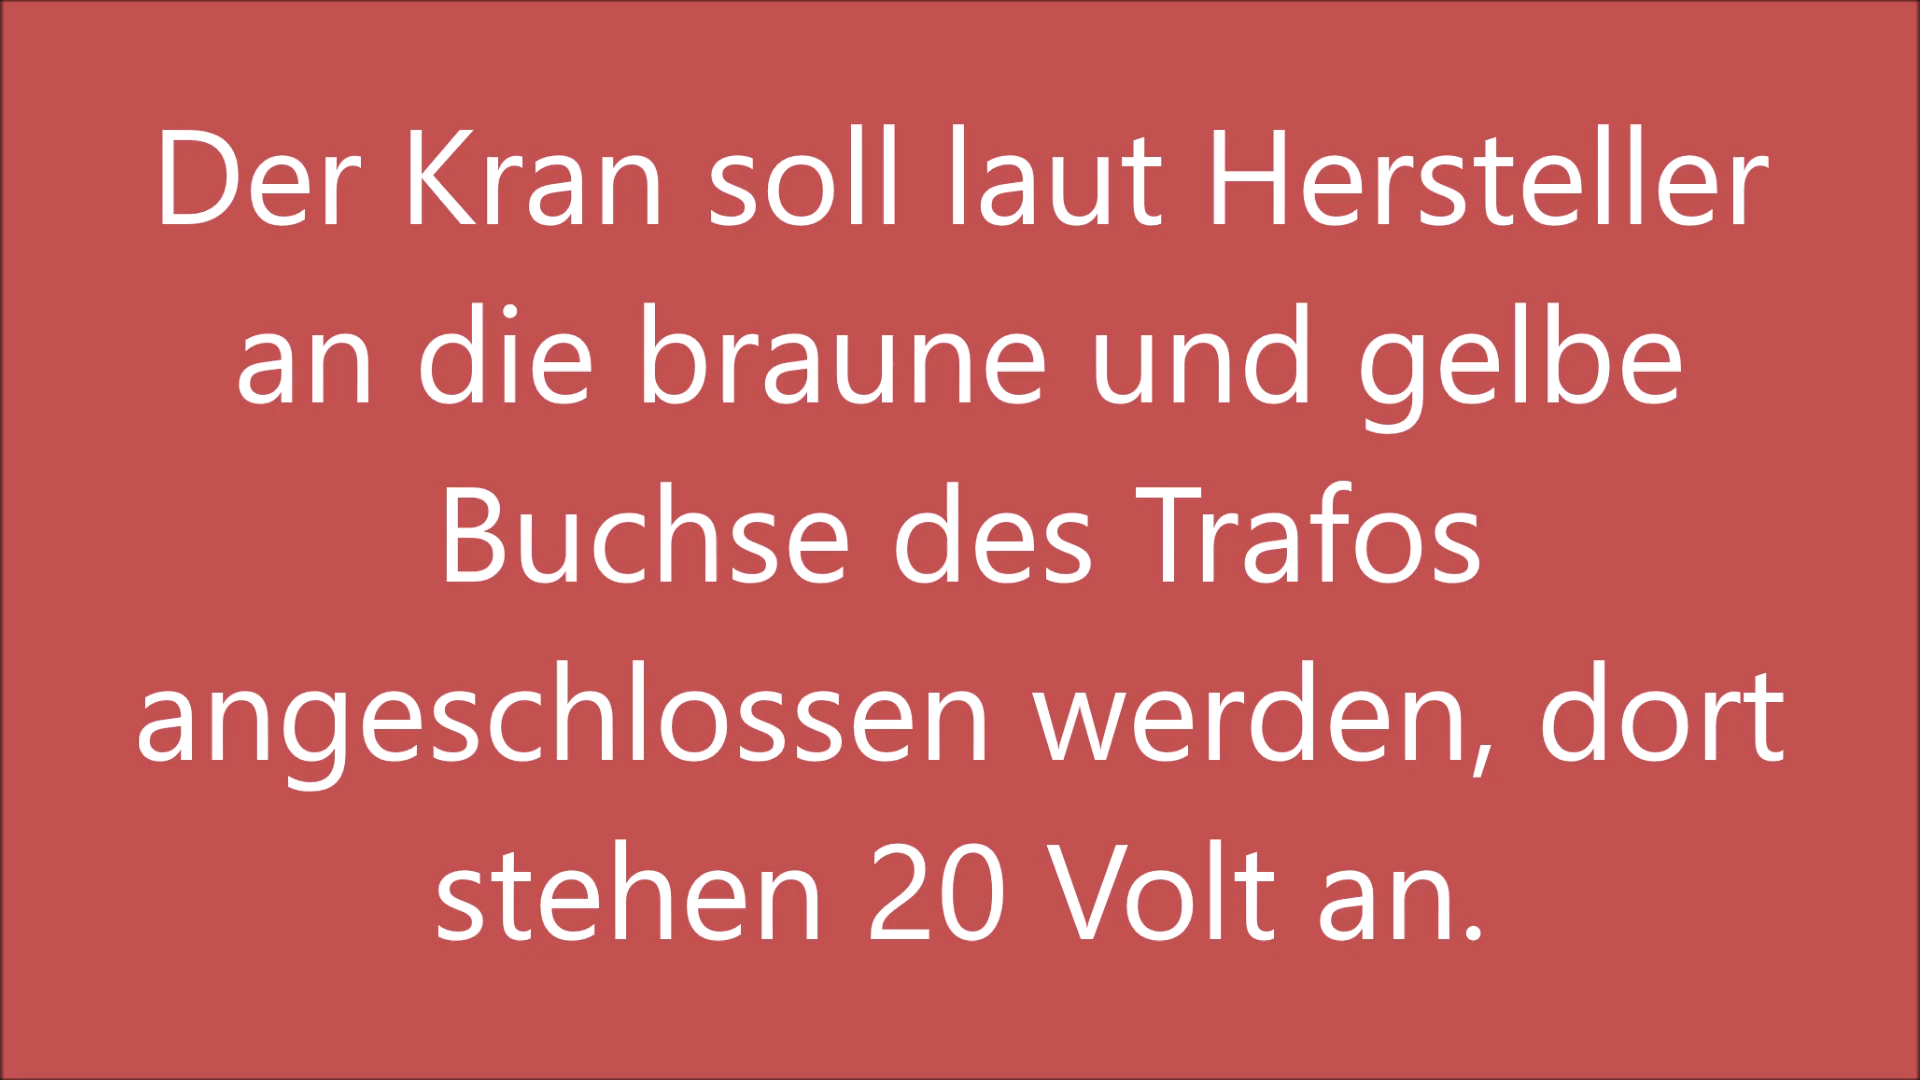 Der Kran soll laut Hersteller
an die braune und gelbe
Buchse des Trafos
angeschlossen werden, dort
stehen 20 Volt an.